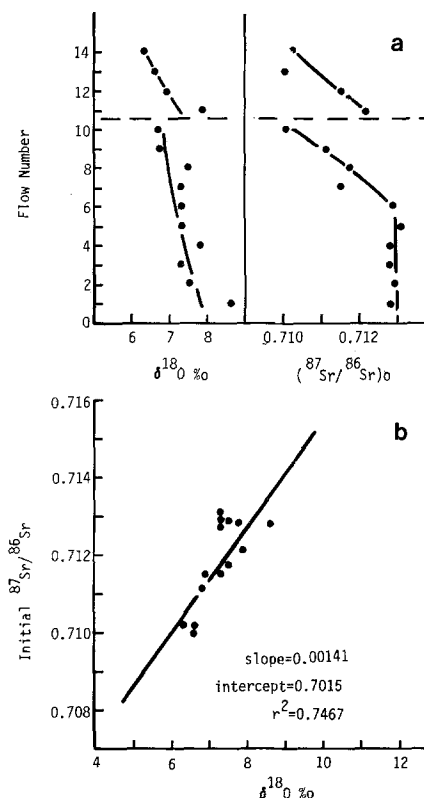 a
14
12
10
8
6
4
2
0
Flow Number
6 7 8
δ18O %o
0.710 0.712
(87Sr/86Sr)o
b
0.716
0.714
0.712
0.710
0.708
Initial 87Sr/86Sr
slope=0.00141
intercept=0.7015
r2=0.7467
4 6 8 10 12
δ18O %o